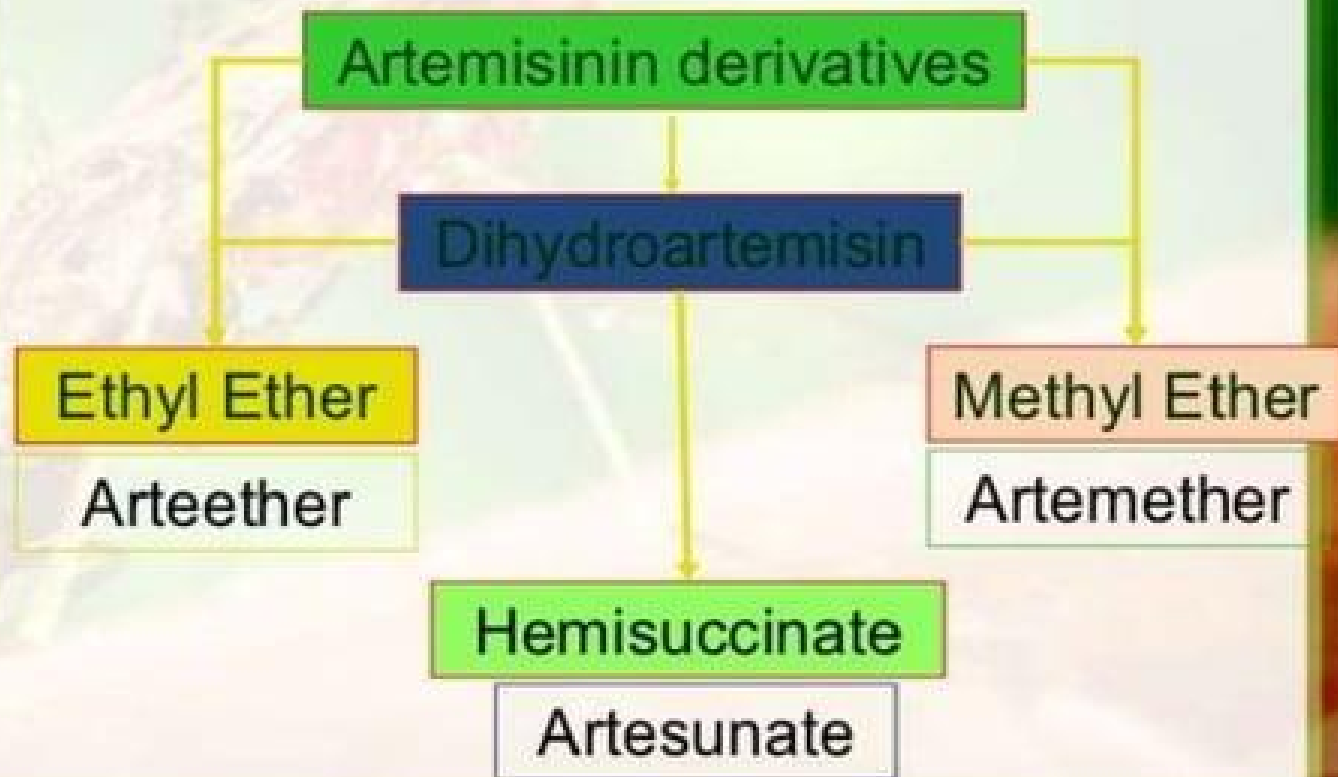 Artemisinin derivatives
Dihydroartemisin
Ethyl Ether
Methyl Ether
Arteether
Artemether
Hemisuccinate
Artesunate